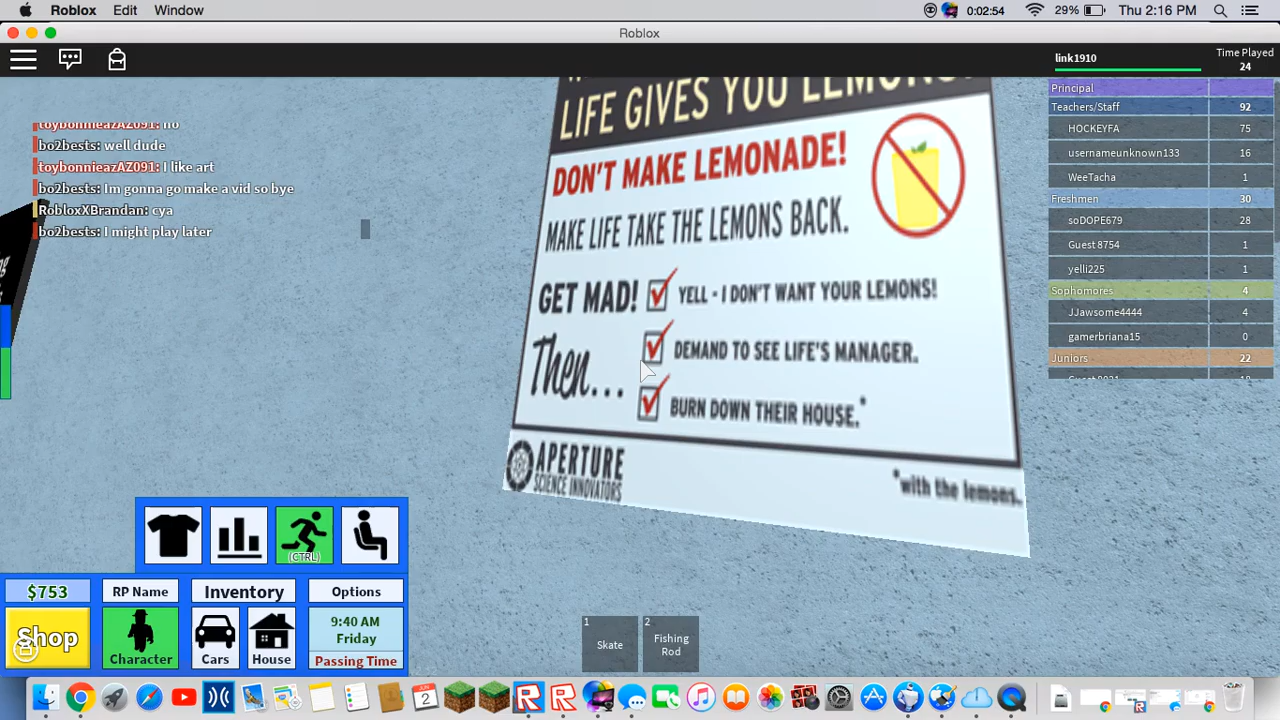 Roblox Edit Window 0:02:54 29% Thu 2:16 PM
Roblox
link1910
Time Played
24
toybonnieazAZ091: no
bo2bests: well dude
toybonnieazAZ091: I like art
bo2bests: Im gonna go make a vid so bye
RobloxXBrandan: cya
bo2bests: I might play later
LIFE GIVES YOU LEMONS,
DON'T MAKE LEMONADE!
MAKE LIFE TAKE THE LEMONS BACK.
GET MAD! YELL - I DON'T WANT YOUR LEMONS!
Then... DEMAND TO SEE LIFE'S MANAGER.
BURN DOWN THEIR HOUSE.*
APERTURE
SCIENCE INNOVATORS
*with the lemons.
Principal
Teachers/Staff 92
HOCKEYFA 75
usernameunknown133 16
WeeTacha 1
Freshmen 30
soDOPE679 28
Guest 8754 1
yelli225 1
Sophomores 4
JJAwsome4444 4
gamerbriana15 0
Juniors 22
(CTRL)
$753
RP Name
Inventory
Options
Shop
Character
Cars
House
9:40 AM
Friday
Passing Time
1
Skate
2
Fishing
Rod
JUN
2